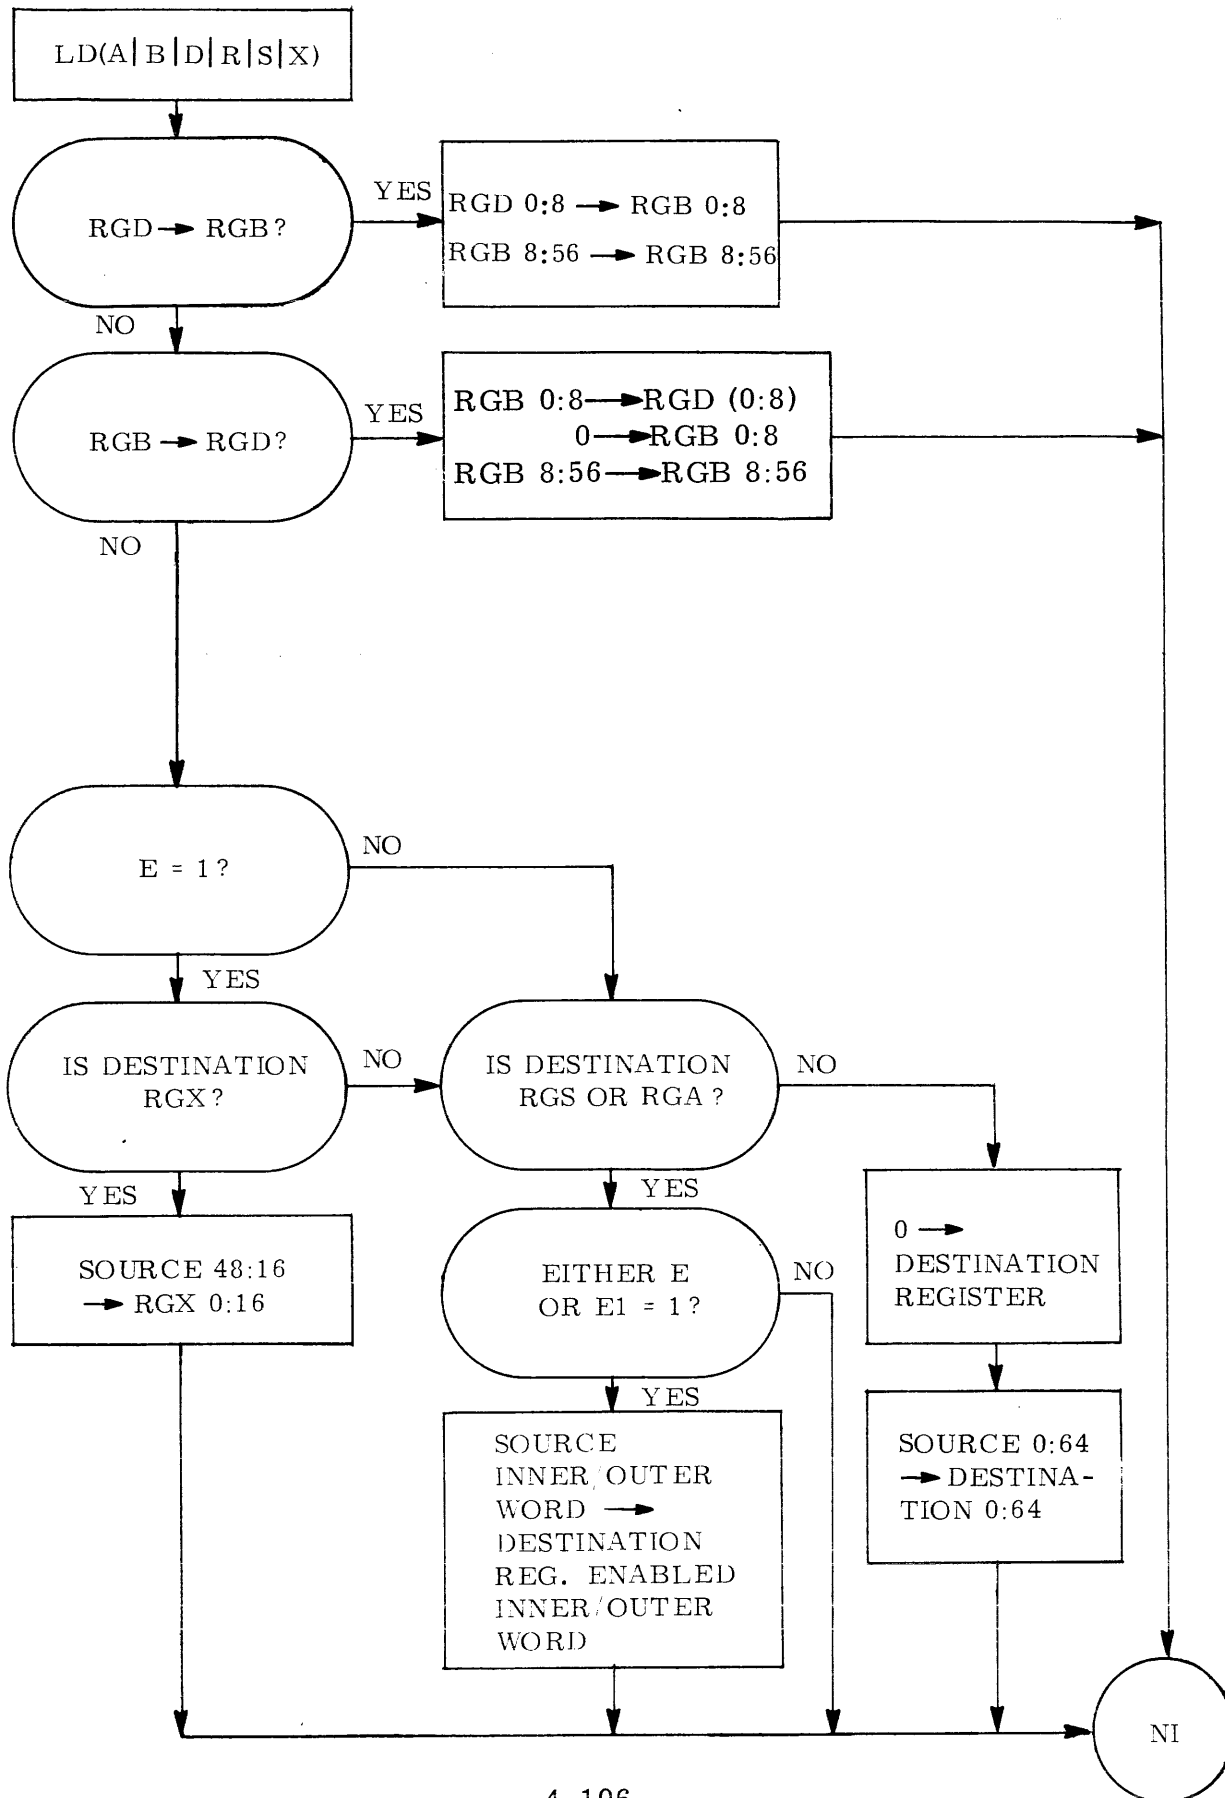 LD(A|B|D|R|S|X)
RGD → RGB?
YES
RGD 0:8 → RGB 0:8
RGB 8:56 → RGB 8:56
NO
RGB → RGD?
YES
RGB 0:8 → RGD (0:8)
0 → RGB 0:8
RGB 8:56 → RGB 8:56
NO
E = 1?
NO
YES
IS DESTINATION
RGX?
NO
IS DESTINATION
RGS OR RGA?
NO
YES
SOURCE 48:16
→ RGX 0:16
YES
EITHER E
OR E1 = 1?
NO
0 →
DESTINATION
REGISTER
YES
SOURCE
INNER/OUTER
WORD →
DESTINATION
REG. ENABLED
INNER/OUTER
WORD
SOURCE 0:64
→ DESTINA-
TION 0:64
NI
4-106